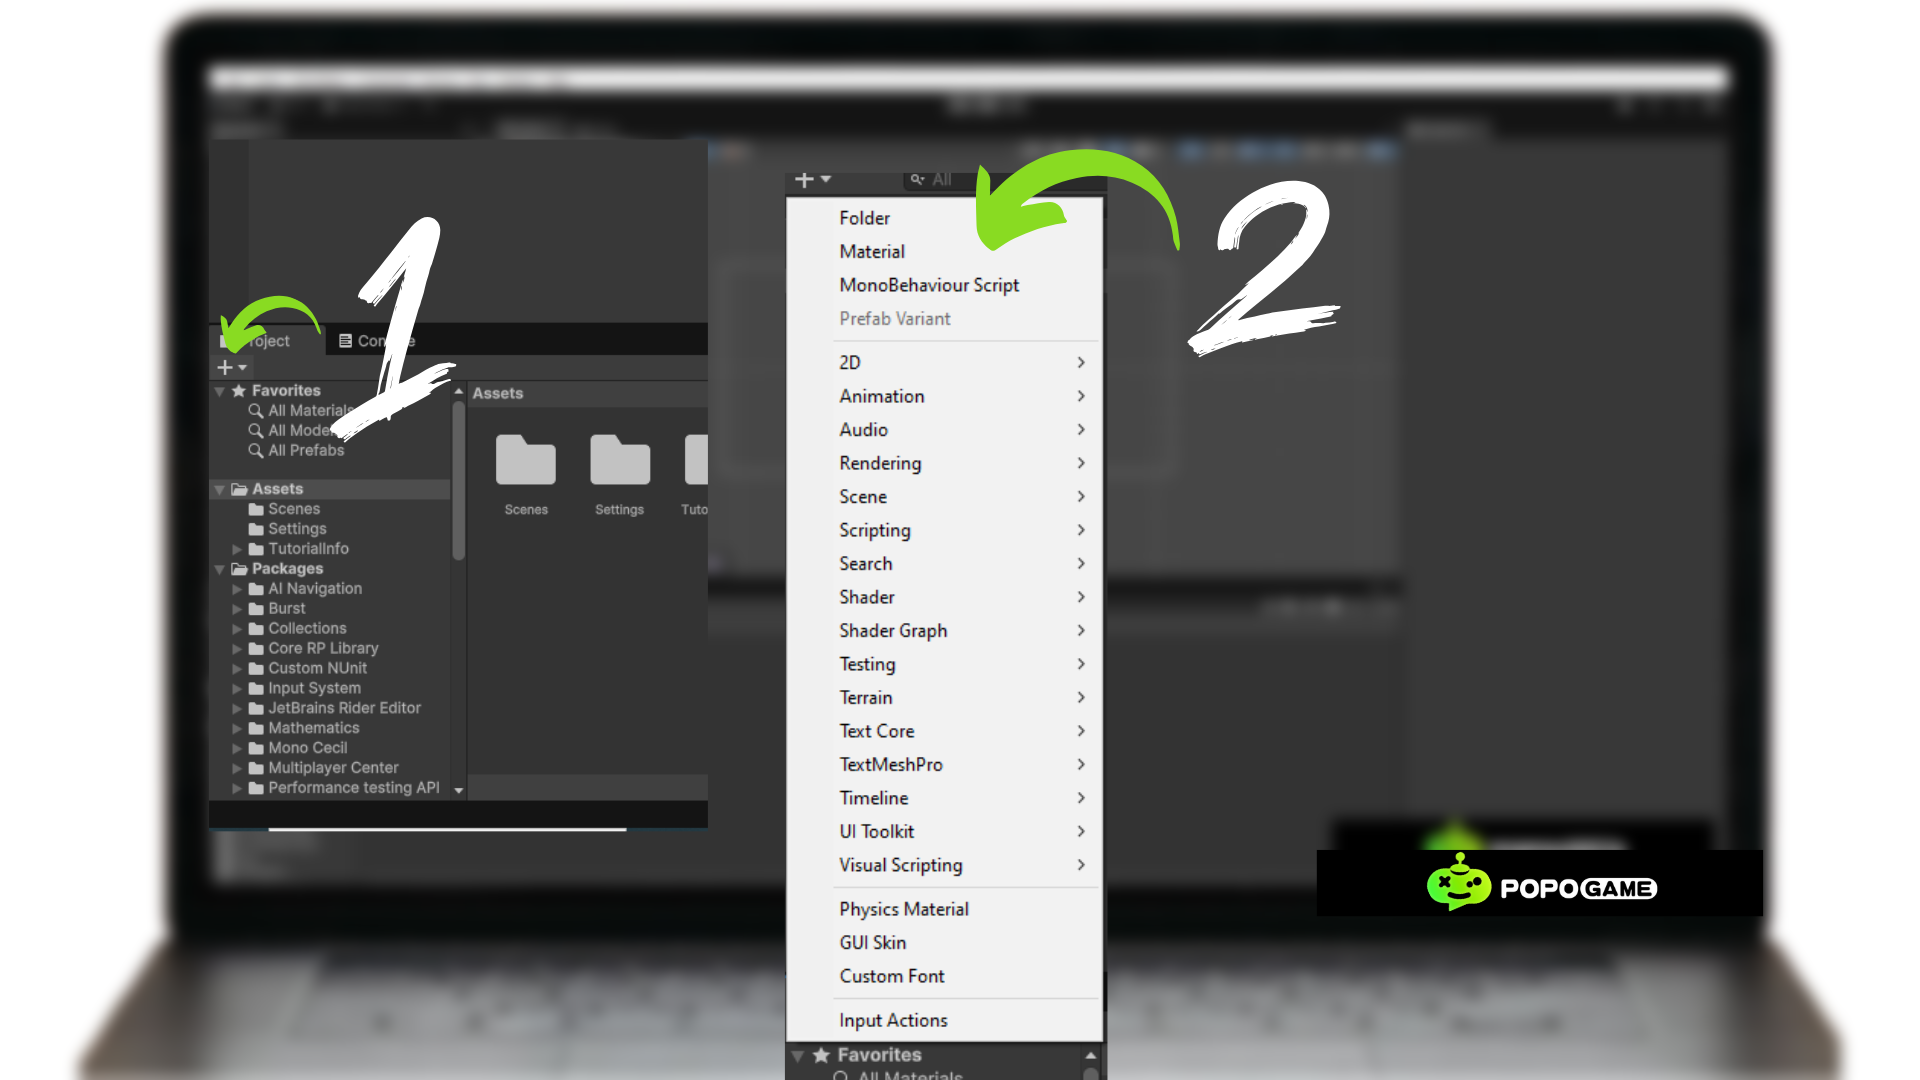 1
Project
Console
Favorites
All Materials
All Models
All Prefabs
Assets
Scenes
Settings
TutorialInfo
Packages
AI Navigation
Burst
Collections
Core RP Library
Custom NUnit
Input System
JetBrains Rider Editor
Mathematics
Mono Cecil
Multiplayer Center
Performance testing API
Assets
Scenes
Settings
Tuto
2
All
Folder
Material
MonoBehaviour Script
Prefab Variant
2D
Animation
Audio
Rendering
Scene
Scripting
Search
Shader
Shader Graph
Testing
Terrain
Text Core
TextMeshPro
Timeline
UI Toolkit
Visual Scripting
Physics Material
GUI Skin
Custom Font
Input Actions
Favorites
All Materials
POPOGAME